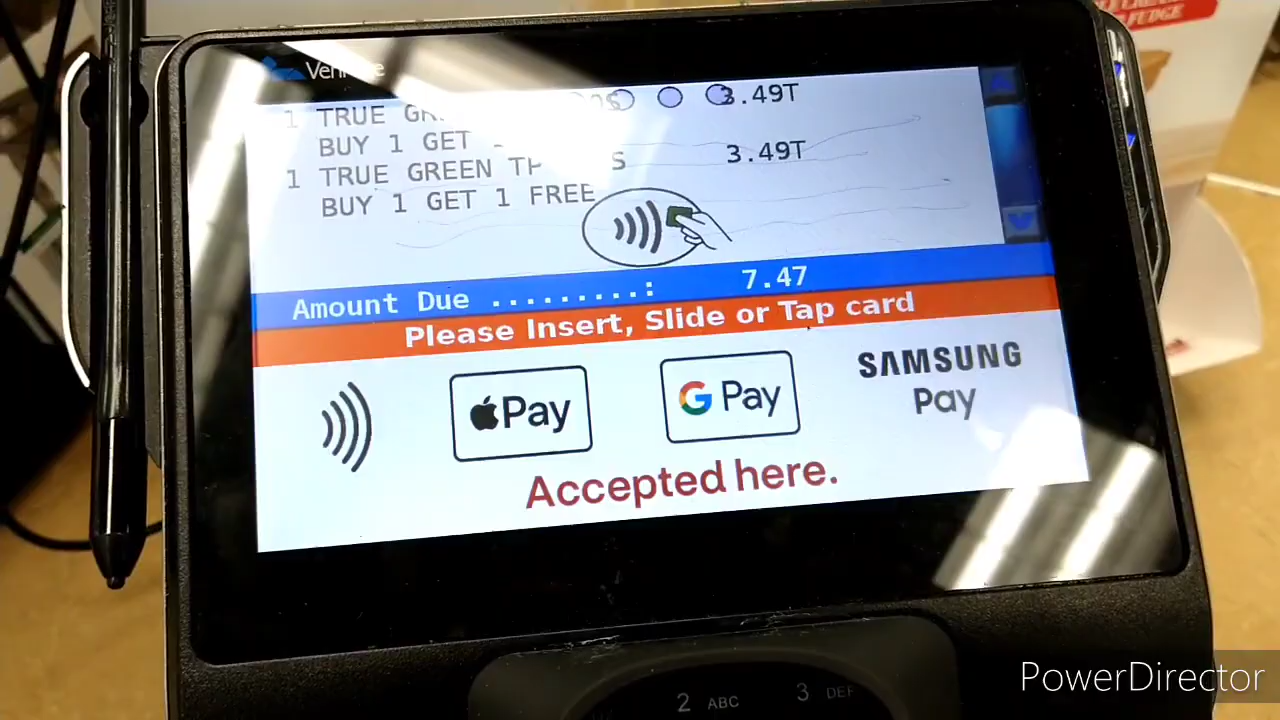 1 TRUE 3.49T
BUY 1 GET
1 TRUE GREEN 3.49T
BUY 1 GET 1 FREE
Amount Due .........: 7.47
Please Insert, Slide or Tap card
Pay
G Pay
SAMSUNG
Pay
Accepted here.
2 ABC 3 DEF
FUDGE
PowerDirector